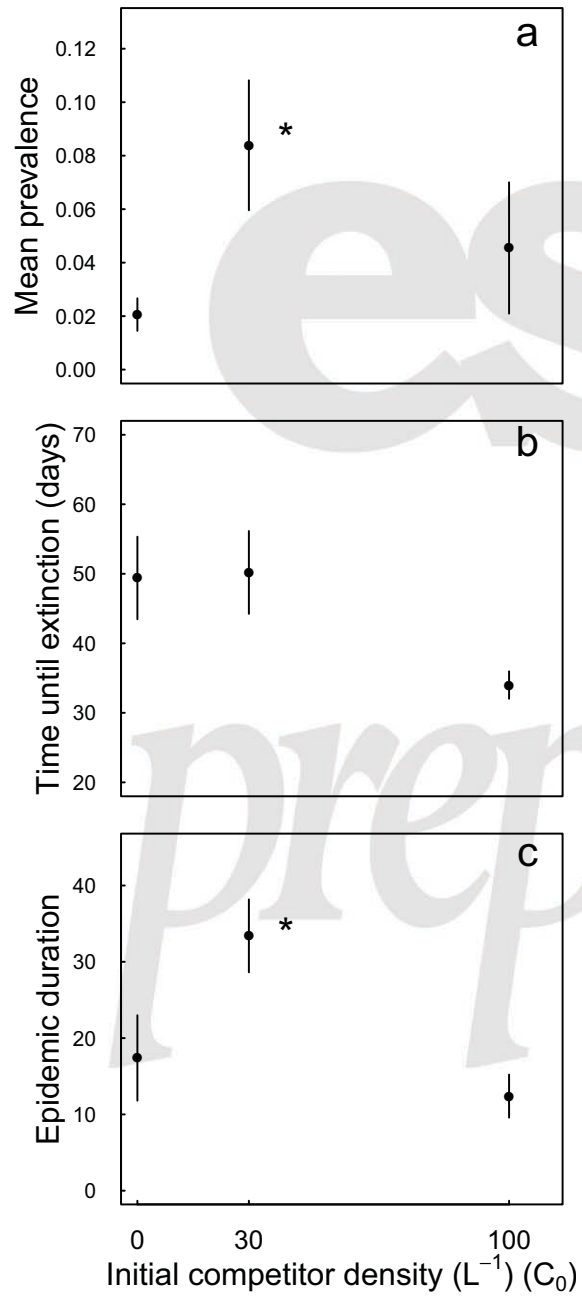 a
Mean prevalence
0.12
0.10
0.08
0.06
0.04
0.02
0.00
*
b
Time until extinction (days)
70
60
50
40
30
20
c
Epidemic duration
40
30
20
10
0
*
0 30 100
Initial competitor density (L⁻¹) (C₀)
es
prep